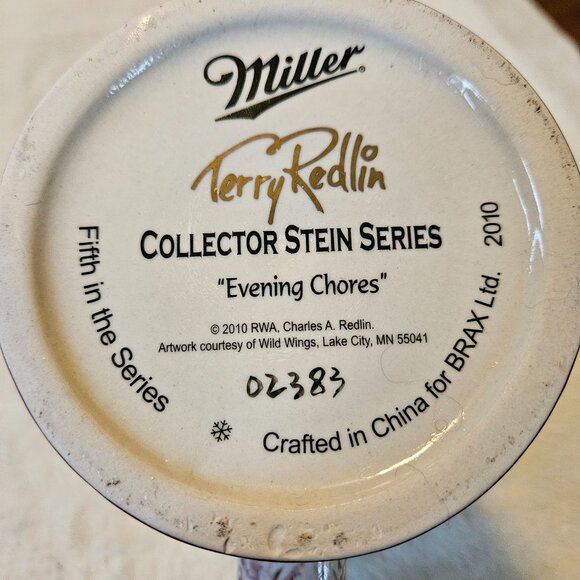 Miller
Terry Redlin
COLLECTOR STEIN SERIES
"Evening Chores"
© 2010 RWA, Charles A. Redlin.
Artwork courtesy of Wild Wings, Lake City, MN 55041
02383
Fifth in the Series
Crafted in China for BRAX Ltd. 2010